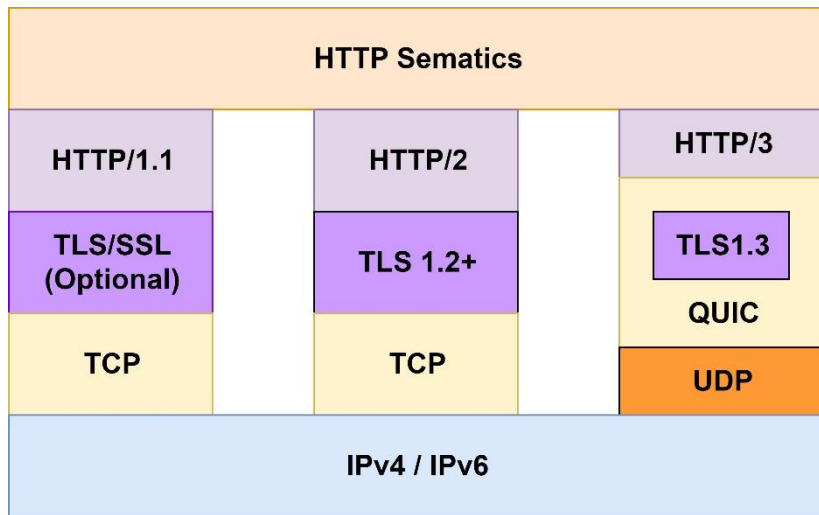 HTTP Sematics
HTTP/1.1
TLS/SSL
(Optional)
TCP
HTTP/2
TLS 1.2+
TCP
HTTP/3
TLS1.3
QUIC
UDP
IPv4 / IPv6